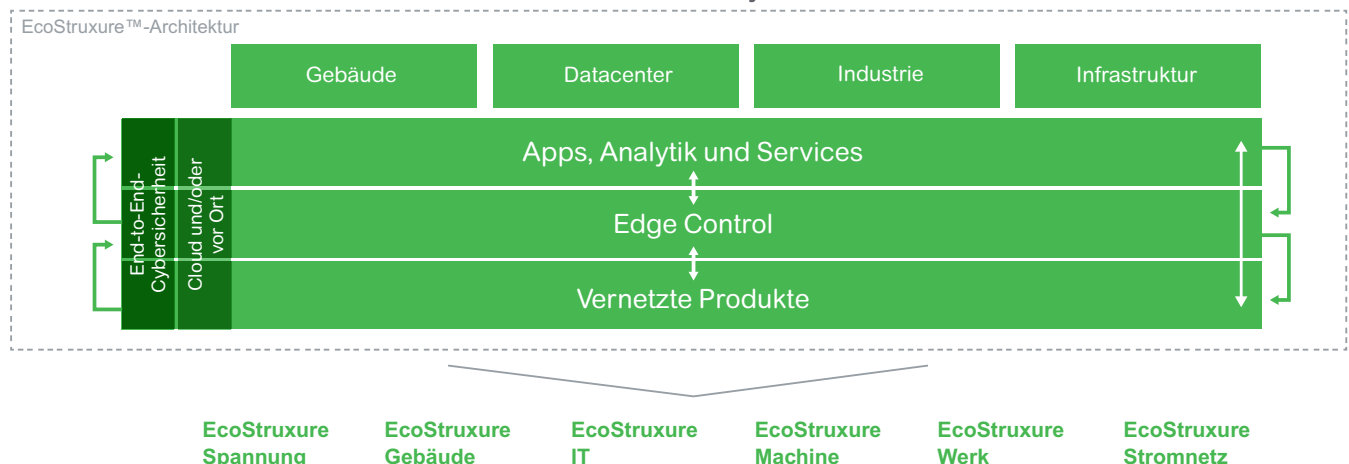 EcoStruxure™-Architektur
Gebäude
Datacenter
Industrie
Infrastruktur
End-to-End-
Cybersicherheit
Cloud und/oder
vor Ort
Apps, Analytik und Services
Edge Control
Vernetzte Produkte
EcoStruxure
Spannung
EcoStruxure
Gebäude
EcoStruxure
IT
EcoStruxure
Machine
EcoStruxure
Werk
EcoStruxure
Stromnetz